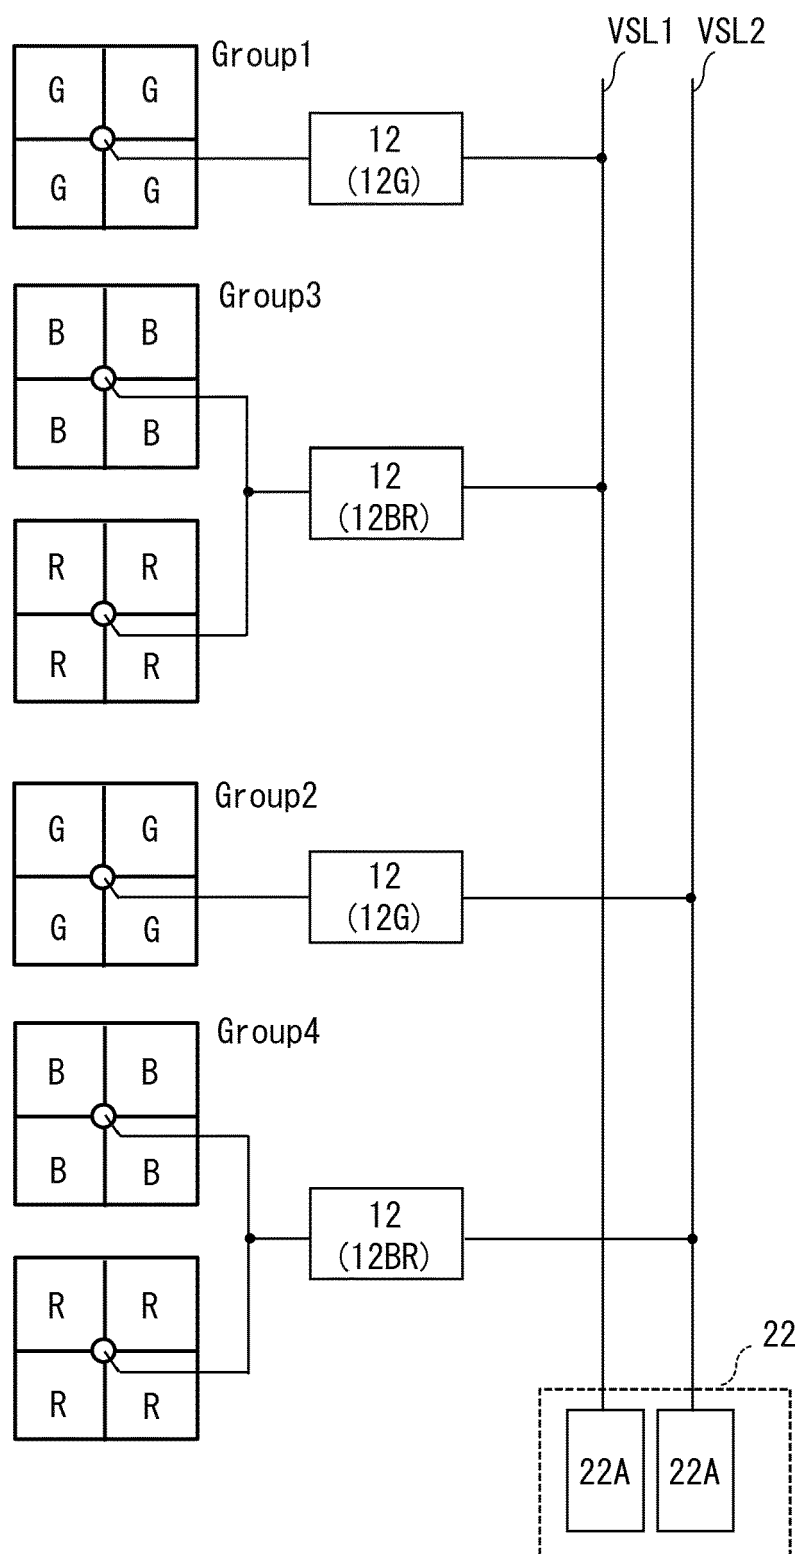 VSL1 VSL2
Group1
G G
G G
12
(12G)
Group3
B B
B B
12
(12BR)
R R
R R
Group2
G G
G G
12
(12G)
Group4
B B
B B
12
(12BR)
R R
R R
22
22A 22A